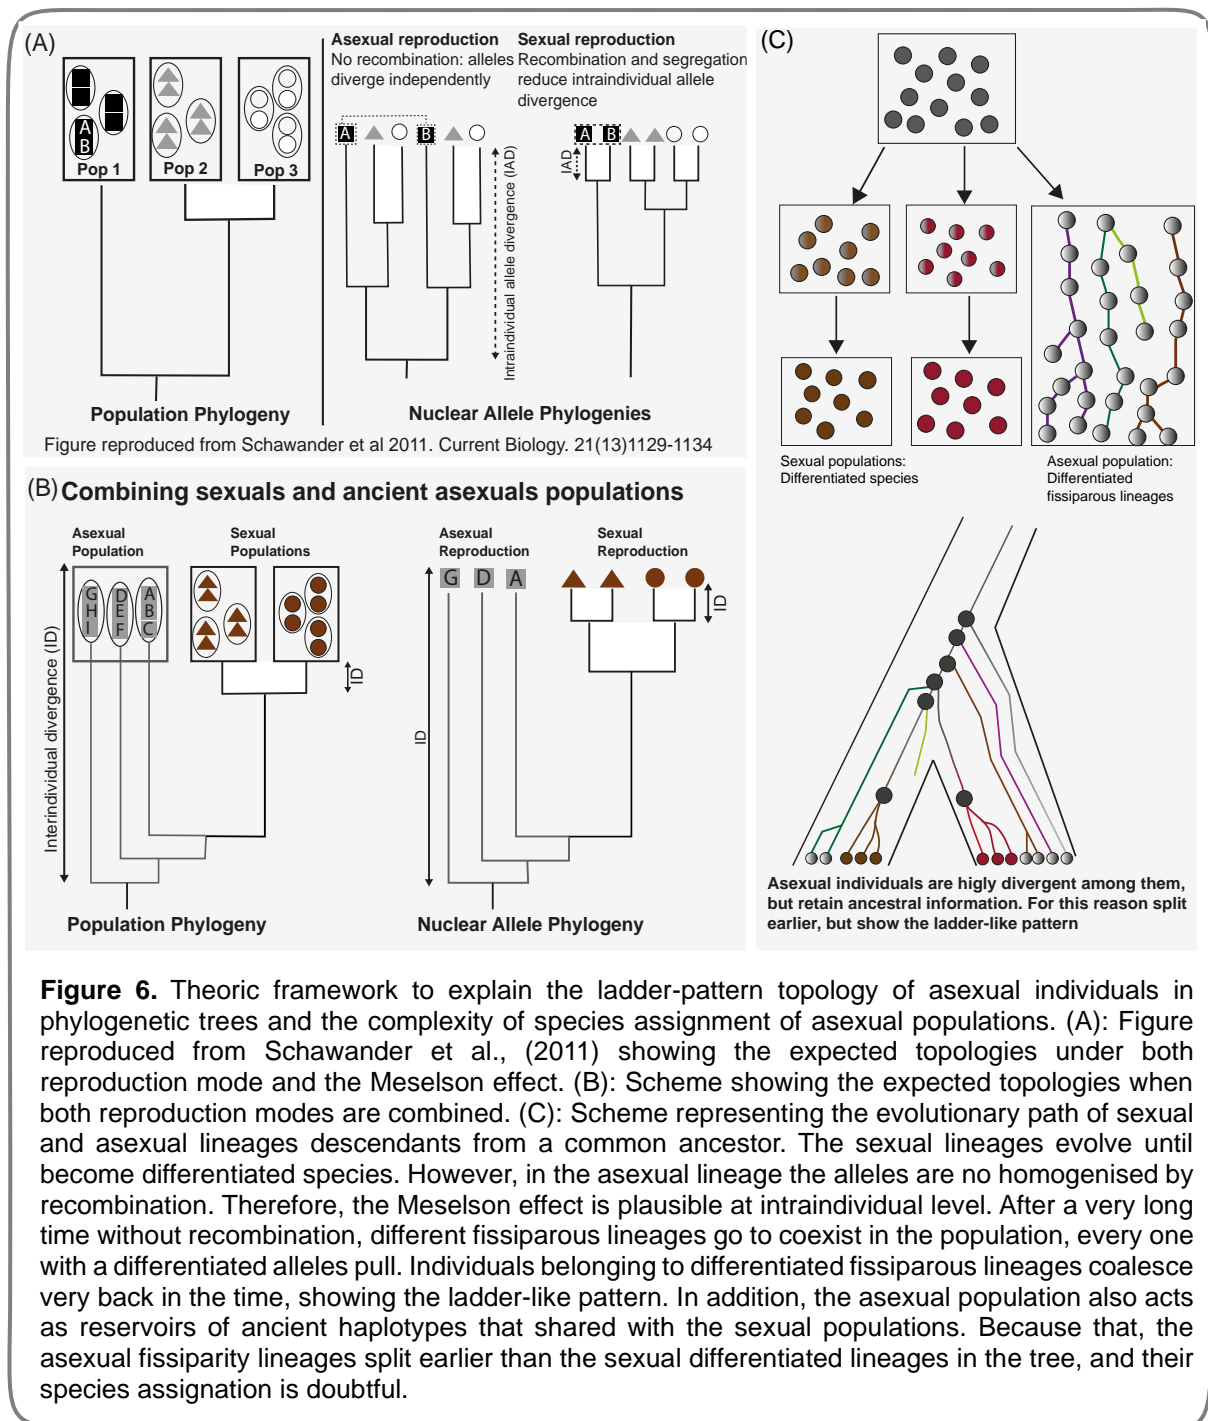 (A)
Pop 1
A
B
Pop 2
Pop 3
Population Phylogeny
Asexual reproduction
No recombination: alleles
diverge independently
A
B
Intraindividual allele divergence (IAD)
Sexual reproduction
Recombination and segregation
reduce intraindividual allele
divergence
A B
IAD
Nuclear Allele Phylogenies
Figure reproduced from Schawander et al 2011. Current Biology. 21(13)1129-1134
(B) Combining sexuals and ancient asexuals populations
Asexual
Population
Sexual
Populations
G
H
I
D
E
F
A
B
C
Interindividual divergence (ID)
ID
Population Phylogeny
Asexual
Reproduction
Sexual
Reproduction
G D A
ID
ID
Nuclear Allele Phylogeny
(C)
Sexual populations:
Differentiated species
Asexual population:
Differentiated
fissiparous lineages
Asexual individuals are higly divergent among them,
but retain ancestral information. For this reason split
earlier, but show the ladder-like pattern
Figure 6. Theoric framework to explain the ladder-pattern topology of asexual individuals in
phylogenetic trees and the complexity of species assignment of asexual populations. (A): Figure
reproduced from Schawander et al., (2011) showing the expected topologies under both
reproduction mode and the Meselson effect. (B): Scheme showing the expected topologies when
both reproduction modes are combined. (C): Scheme representing the evolutionary path of sexual
and asexual lineages descendants from a common ancestor. The sexual lineages evolve until
become differentiated species. However, in the asexual lineage the alleles are no homogenised by
recombination. Therefore, the Meselson effect is plausible at intraindividual level. After a very long
time without recombination, different fissiparous lineages go to coexist in the population, every one
with a differentiated alleles pull. Individuals belonging to differentiated fissiparous lineages coalesce
very back in the time, showing the ladder-like pattern. In addition, the asexual population also acts
as reservoirs of ancient haplotypes that shared with the sexual populations. Because that, the
asexual fissiparity lineages split earlier than the sexual differentiated lineages in the tree, and their
species assignation is doubtful.